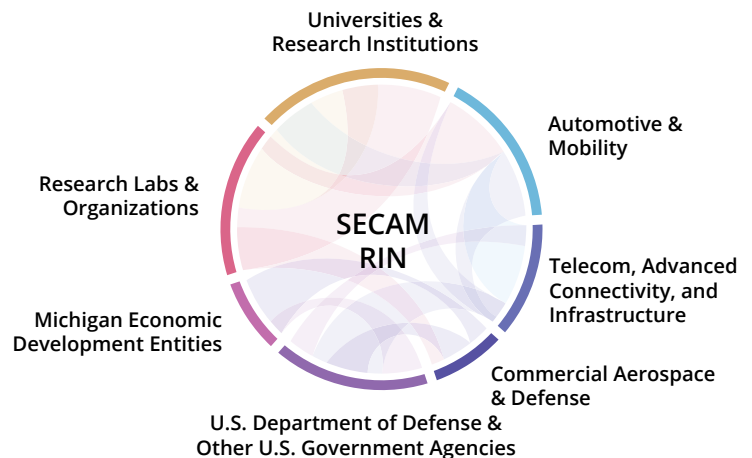 Universities &
Research Institutions
Automotive &
Mobility
Research Labs &
Organizations
SECAM
RIN
Telecom, Advanced
Connectivity, and
Infrastructure
Michigan Economic
Development Entities
Commercial Aerospace
& Defense
U.S. Department of Defense &
Other U.S. Government Agencies